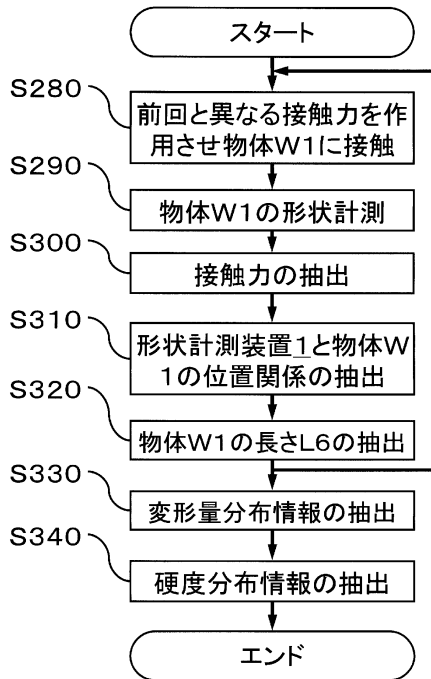 スタート
S280
前回と異なる接触力を作
用させ物体W1に接触
S290
物体W1の形状計測
S300
接触力の抽出
S310
形状計測装置1と物体W
1の位置関係の抽出
S320
物体W1の長さL6の抽出
S330
変形量分布情報の抽出
S340
硬度分布情報の抽出
エンド